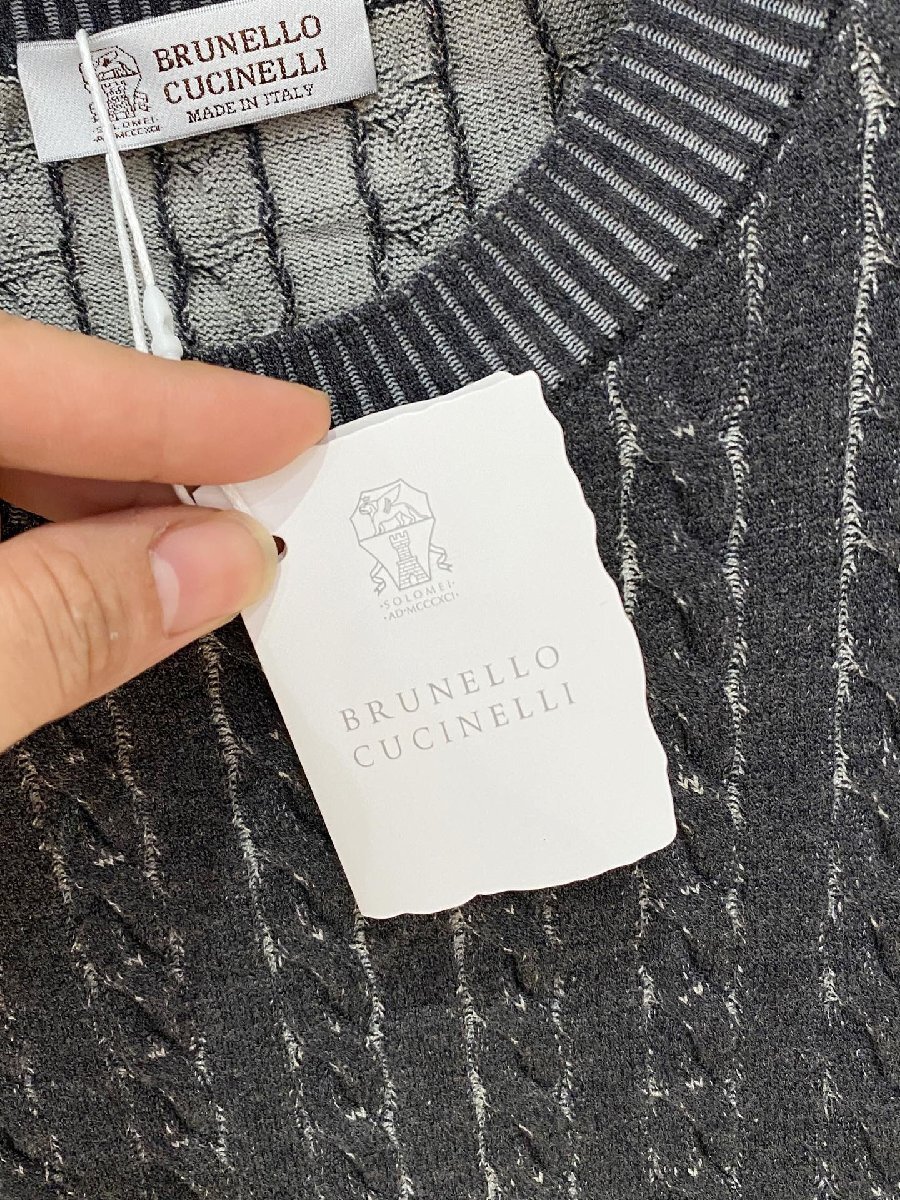 BRUNELLO
CUCINELLI
MADE IN ITALY
·SOLOMEI·
·AD·MCCCXCI·
·SOLOMEI·
·AD·MCCCXCI·
BRUNELLO
CUCINELLI